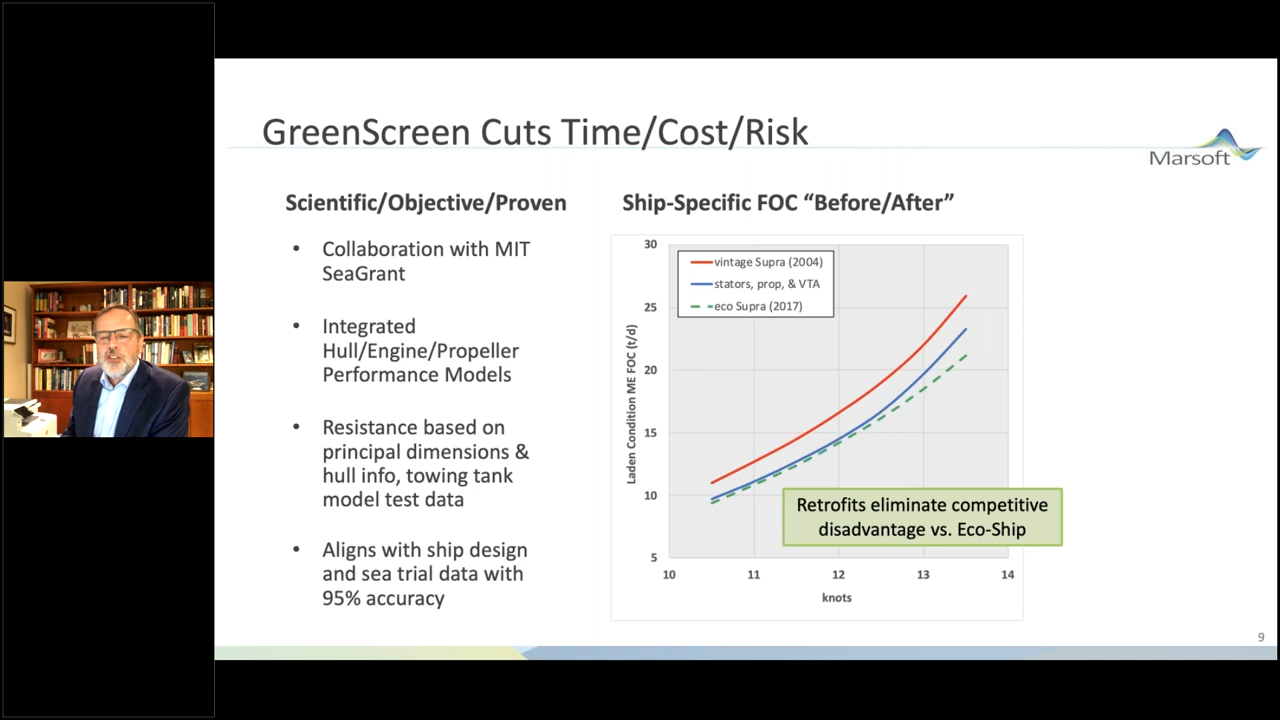 GreenScreen Cuts Time/Cost/Risk
Marsoft
Scientific/Objective/Proven
• Collaboration with MIT
SeaGrant
• Integrated
Hull/Engine/Propeller
Performance Models
• Resistance based on
principal dimensions &
hull info, towing tank
model test data
• Aligns with ship design
and sea trial data with
95% accuracy
Ship-Specific FOC “Before/After”
vintage Supra (2004)
stators, prop, & VTA
eco Supra (2017)
Laden Condition ME FOC (t/d)
30
25
20
15
10
5
10 11 12 13 14
knots
Retrofits eliminate competitive
disadvantage vs. Eco-Ship
9